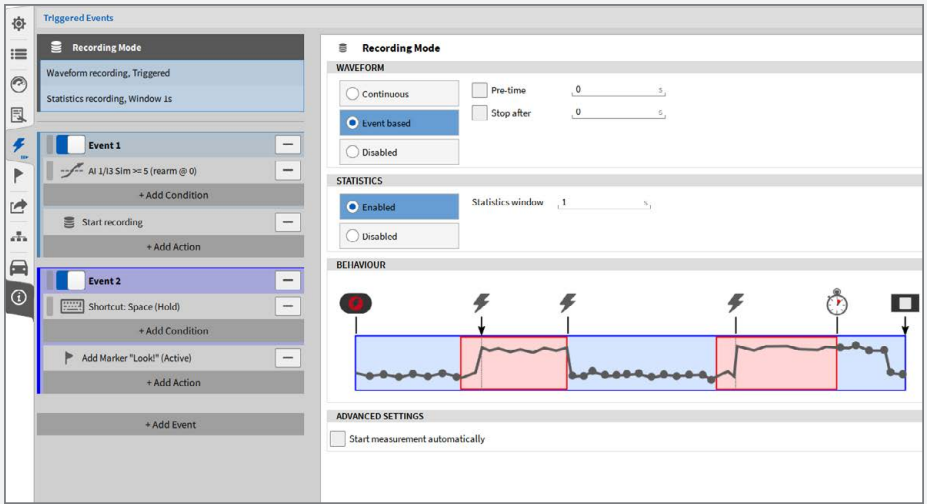 Triggered Events
Recording Mode
Waveform recording, Triggered
Statistics recording, Window 1s
Event 1
AI 1/I3 Sim >= 5 (rearm @ 0)
+ Add Condition
Start recording
+ Add Action
Event 2
Shortcut: Space (Hold)
+ Add Condition
Add Marker "Look!" (Active)
+ Add Action
+ Add Event
Recording Mode
WAVEFORM
Continuous
Event based
Disabled
Pre-time 0 s
Stop after 0 s
STATISTICS
Enabled
Disabled
Statistics window 1 s
BEHAVIOUR
ADVANCED SETTINGS
Start measurement automatically